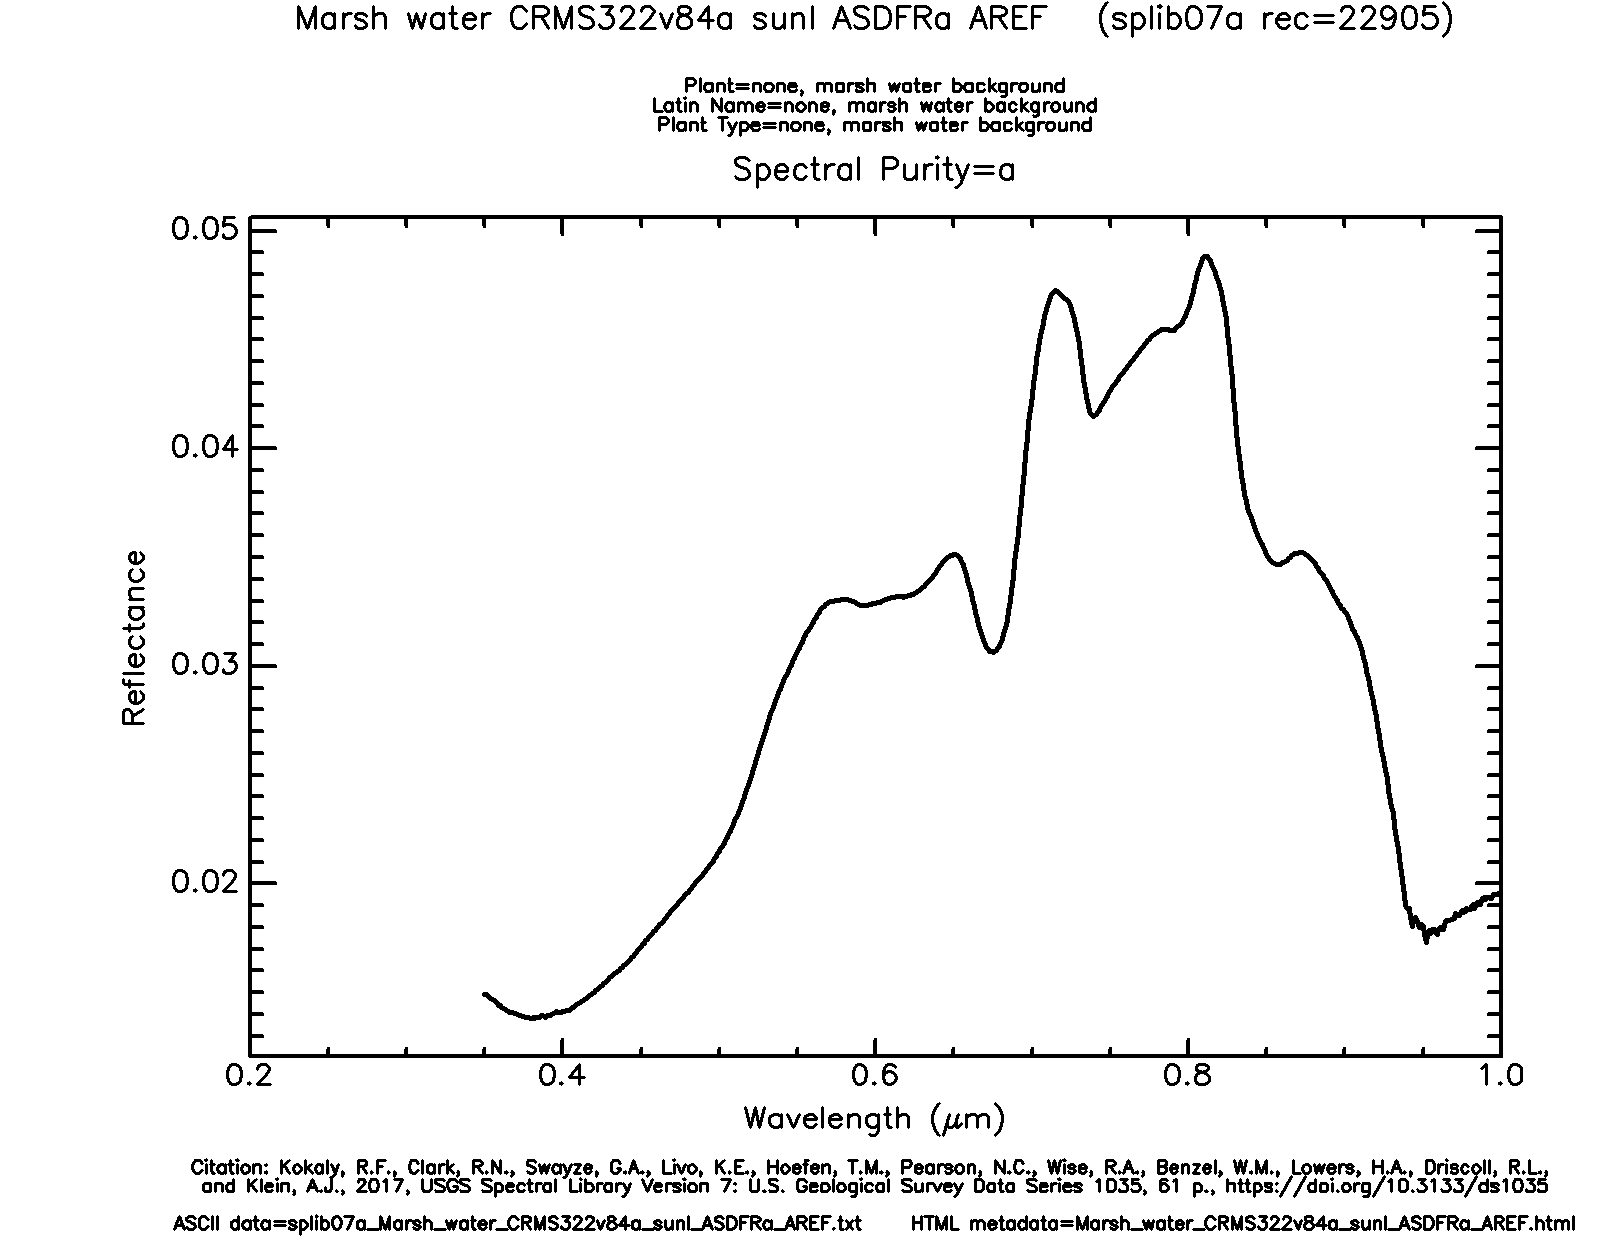 Marsh water CRMS322v84a sunl ASDFRa AREF (splib07a rec=22905)
Plant=none, marsh water background
Latin Name=none, marsh water background
Plant Type=none, marsh water background
Spectral Purity=a
0.05
0.04
0.03
0.02
Reflectance
0.2 0.4 0.6 0.8 1.0
Wavelength (μm)
Citation: Kokaly, R.F., Clark, R.N., Swayze, G.A., Livo, K.E., Hoefen, T.M., Pearson, N.C., Wise, R.A., Benzel, W.M., Lowers, H.A., Driscoll, R.L.,
and Klein, A.J., 2017, USGS Spectral Library Version 7: U.S. Geological Survey Data Series 1035, 61 p., https://doi.org/10.3133/ds1035
ASCII data=splib07a_Marsh_water_CRMS322v84a_sunl_ASDFRa_AREF.txt HTML metadata=Marsh_water_CRMS322v84a_sunl_ASDFRa_AREF.html